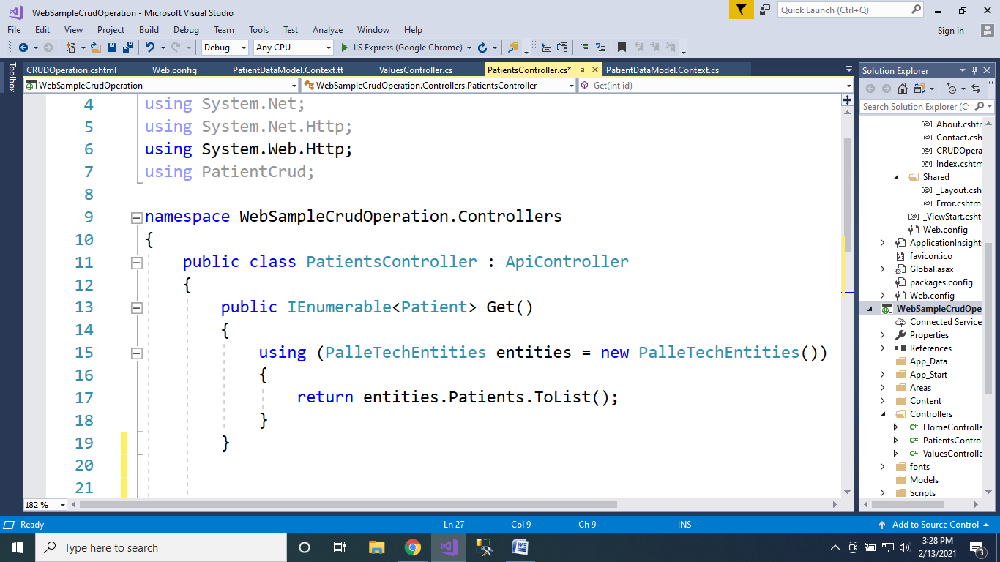 WebSampleCrudOperation - Microsoft Visual Studio
Quick Launch (Ctrl+Q)
File Edit View Project Build Debug Team Tools Test Analyze Window Help
Sign in
Debug Any CPU IIS Express (Google Chrome)
Toolbox
CRUDOperation.cshtml Web.config PatientDataModel.Context.tt ValuesController.cs PatientsController.cs* PatientDataModel.Context.cs
WebSampleCrudOperation WebSampleCrudOperation.Controllers.PatientsController Get(int id)
4 using System.Net;
5 using System.Net.Http;
6 using System.Web.Http;
7 using PatientCrud;
8
9 namespace WebSampleCrudOperation.Controllers
10 {
11 public class PatientsController : ApiController
12 {
13 public IEnumerable<Patient> Get()
14 {
15 using (PalleTechEntities entities = new PalleTechEntities())
16 {
17 return entities.Patients.ToList();
18 }
19 }
20
21
182 %
Solution Explorer
Search Solution Explorer (Ct
About.cshtm
Contact.csh
CRUDOpera
Index.cshtm
Shared
_Layout.csht
Error.cshtml
_ViewStart.cshtm
Web.config
ApplicationInsights
favicon.ico
Global.asax
packages.config
Web.config
WebSampleCrudOpe
Connected Service
Properties
References
App_Data
App_Start
Areas
Content
Controllers
HomeControlle
PatientsControl
ValuesControlle
fonts
Models
Scripts
Ready Ln 27 Col 9 Ch 9 INS Add to Source Control
Type here to search
3:28 PM
2/13/2021
3